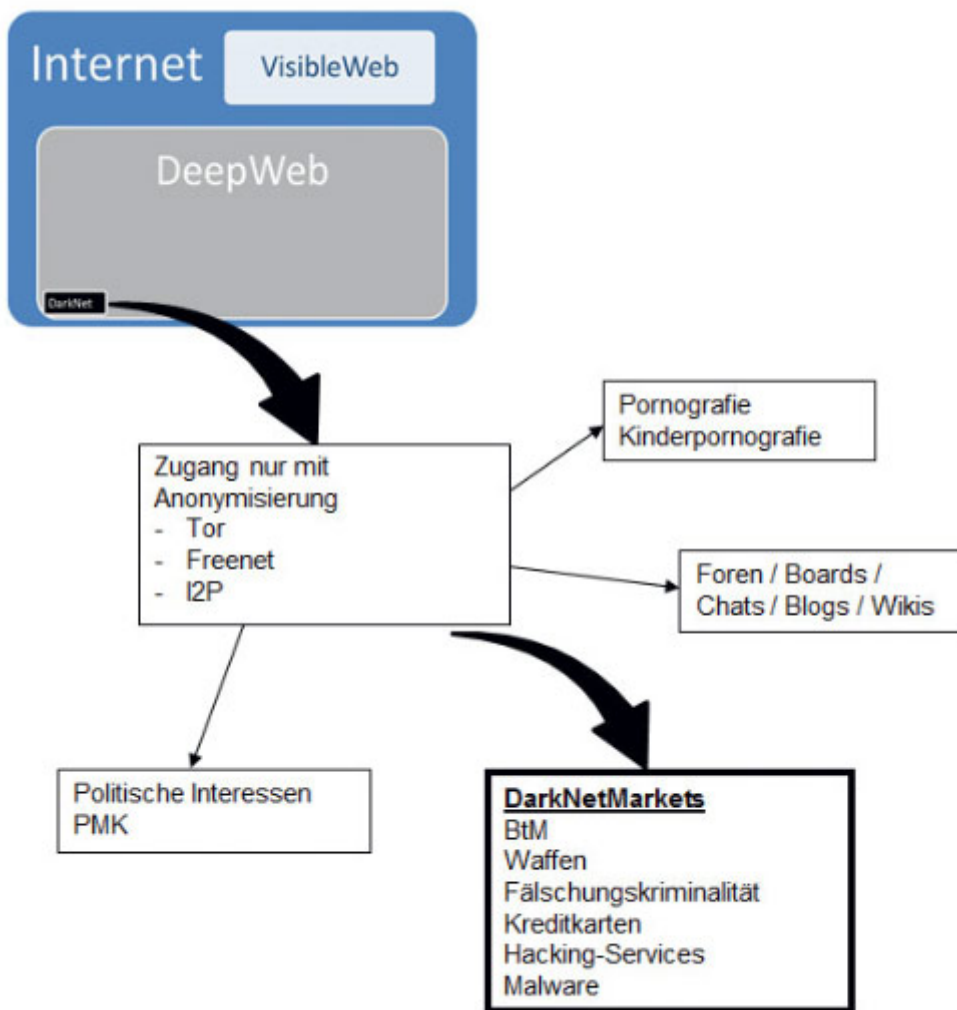 Internet
VisibleWeb
DeepWeb
DarkNet
Zugang nur mit
Anonymisierung
- Tor
- Freenet
- I2P
Pornografie
Kinderpornografie
Foren / Boards /
Chats / Blogs / Wikis
Politische Interessen
PMK
DarkNetMarkets
BtM
Waffen
Fälschungskriminalität
Kreditkarten
Hacking-Services
Malware